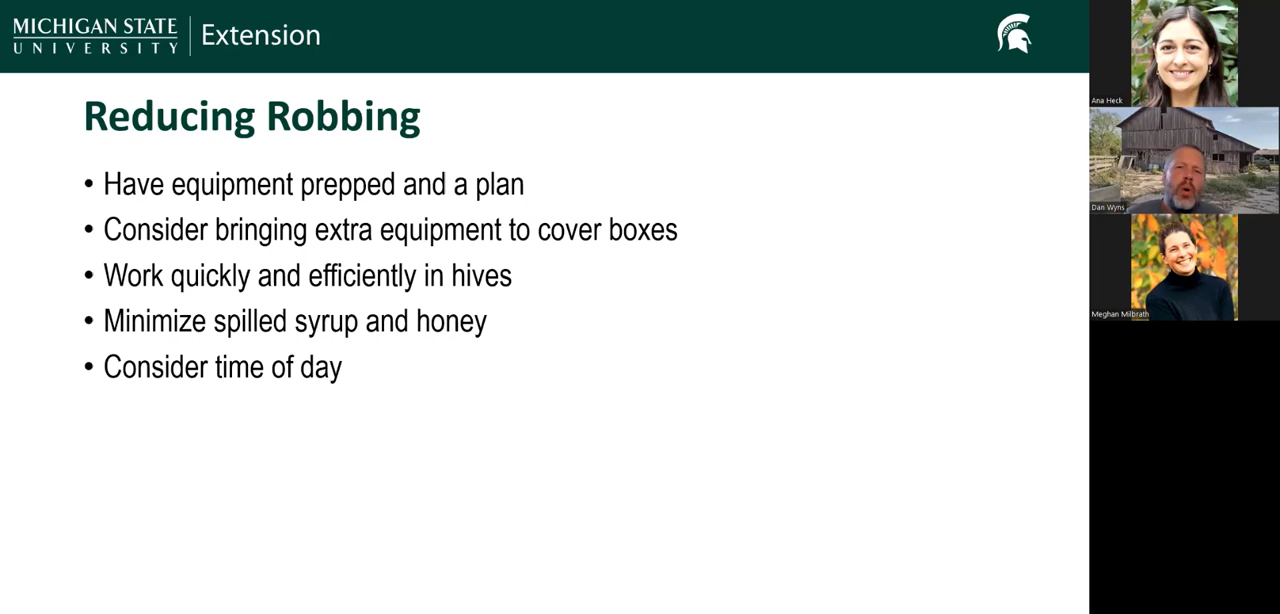 MICHIGAN STATE
UNIVERSITY
Extension
Reducing Robbing
• Have equipment prepped and a plan
• Consider bringing extra equipment to cover boxes
• Work quickly and efficiently in hives
• Minimize spilled syrup and honey
• Consider time of day
Ana Heck
Dan Wyns
Meghan Milbrath